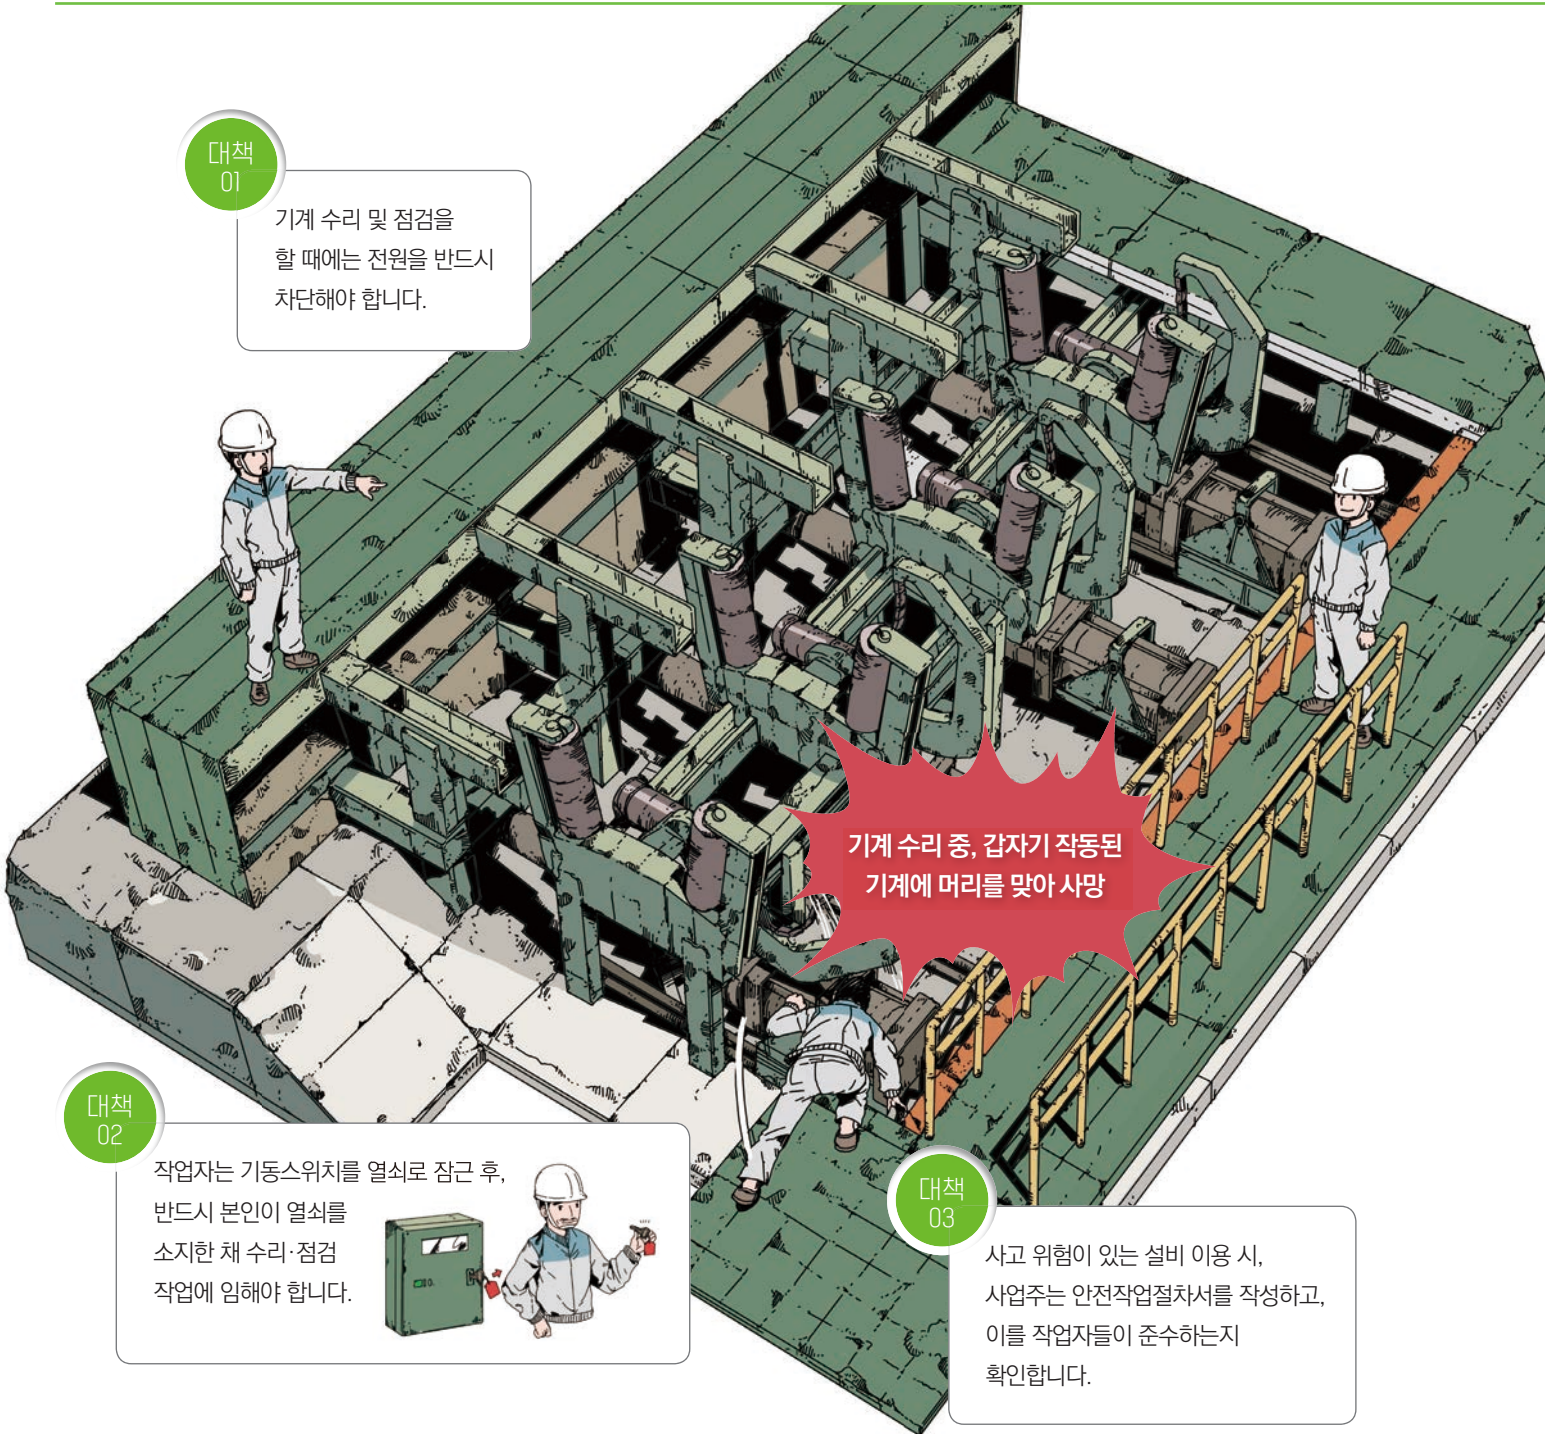 대책
01
기계 수리 및 점검을
할 때에는 전원을 반드시
차단해야 합니다.
기계 수리 중, 갑자기 작동된
기계에 머리를 맞아 사망
대책
02
작업자는 기동스위치를 열쇠로 잠근 후,
반드시 본인이 열쇠를
소지한 채 수리·점검
작업에 임해야 합니다.
대책
03
사고 위험이 있는 설비 이용 시,
사업주는 안전작업절차서를 작성하고,
이를 작업자들이 준수하는지
확인합니다.